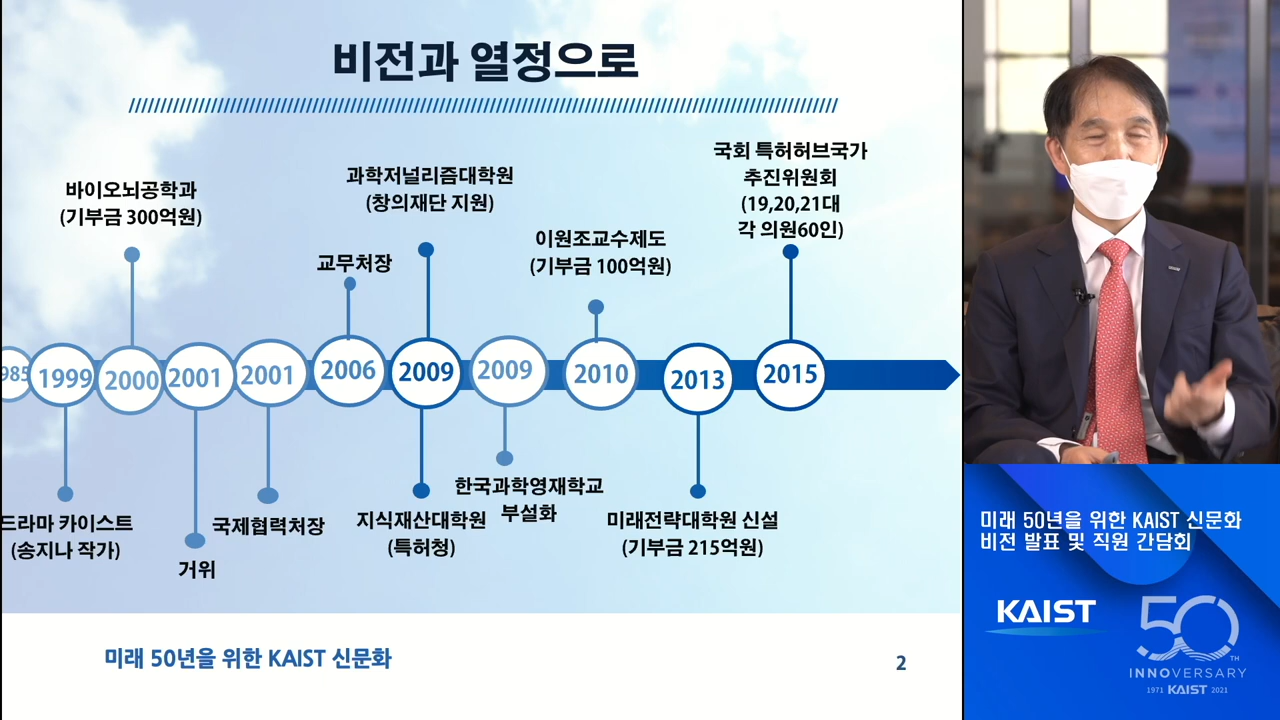 비전과 열정으로
바이오뇌공학과
(기부금 300억원)
과학저널리즘대학원
(창의재단 지원)
교무처장
이원조교수제도
(기부금 100억원)
국회 특허허브국가
추진위원회
(19,20,21대
각 의원60인)
985
1999
2000
2001
2001
2006
2009
2009
2010
2013
2015
드라마 카이스트
(송지나 작가)
거위
국제협력처장
지식재산대학원
(특허청)
한국과학영재학교
부설화
미래전략대학원 신설
(기부금 215억원)
미래 50년을 위한 KAIST 신문화
2
미래 50년을 위한 KAIST 신문화
비전 발표 및 직원 간담회
KAIST
50
TH
INNOVERSARY
1971 KAIST 2021